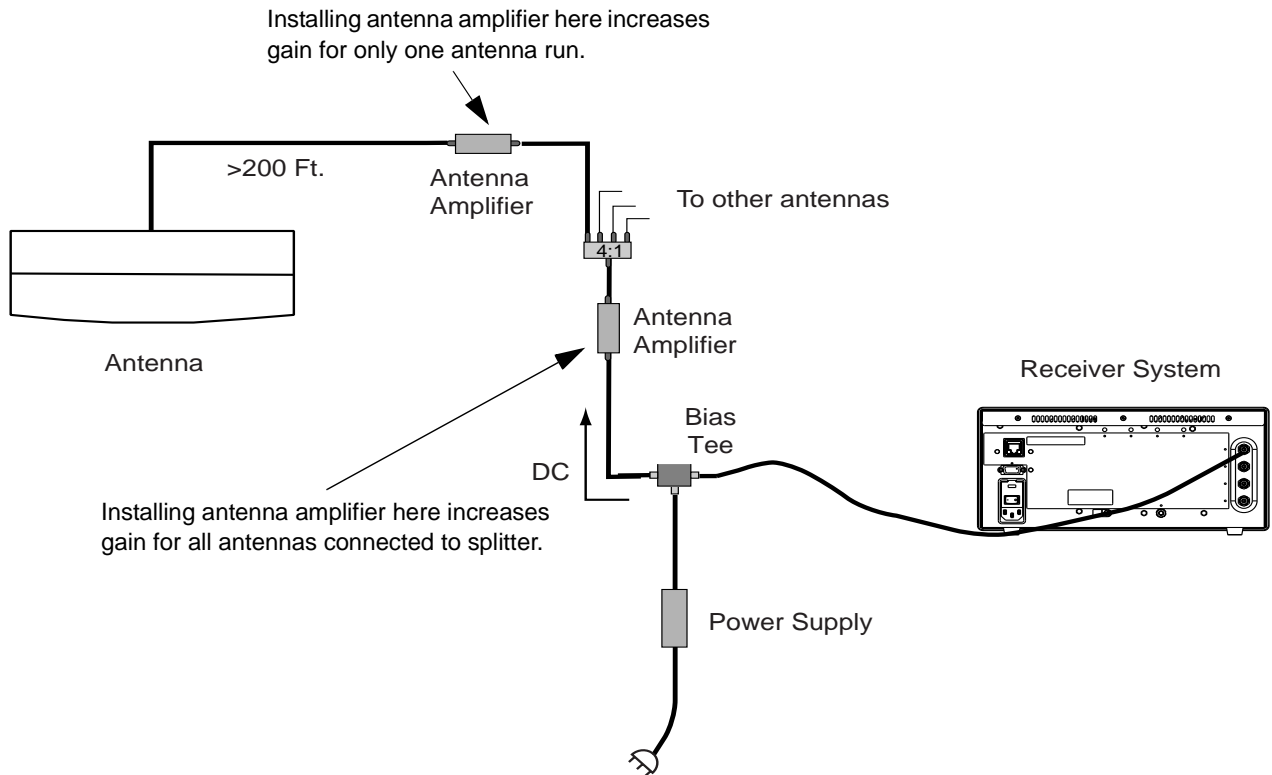 Installing antenna amplifier here increases
gain for only one antenna run.
>200 Ft.
Antenna
Amplifier
To other antennas
4:1
Antenna
Amplifier
Antenna
Receiver System
Bias
Tee
DC
Installing antenna amplifier here increases
gain for all antennas connected to splitter.
Power Supply